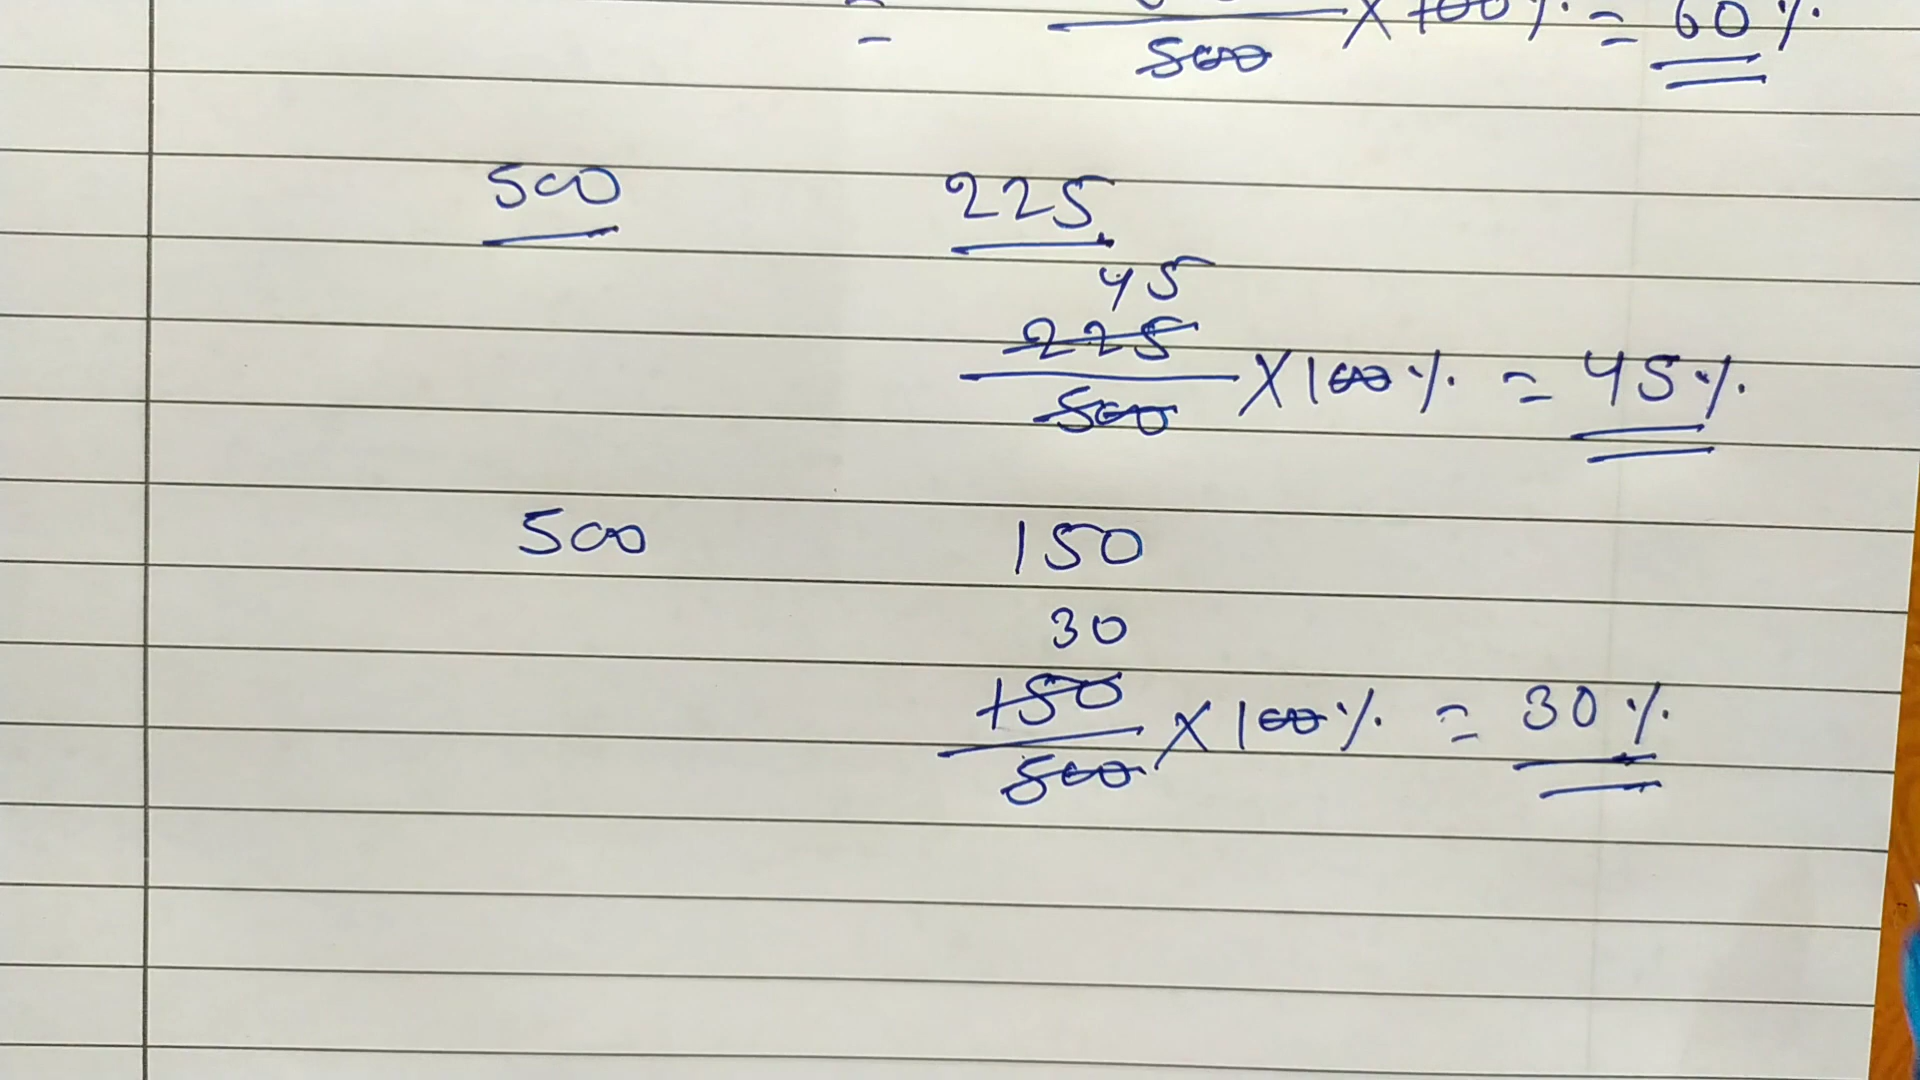 500 × 100% = 60%
500 225
45
225
500 × 100% = 45%
500 150
30
150
500 × 100% = 30%